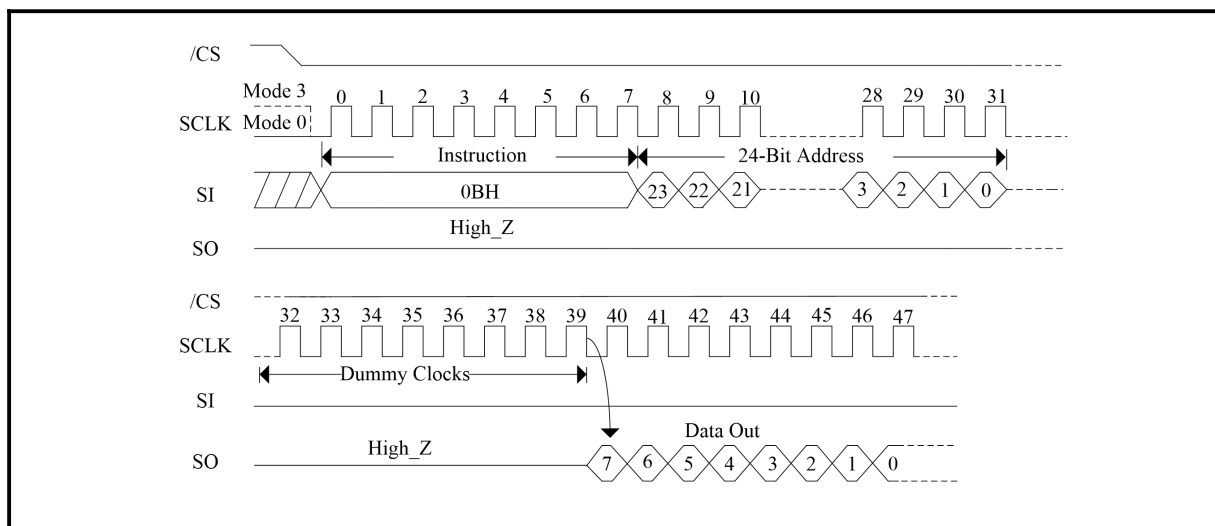 /CS
Mode 3
SCLK Mode 0
0 1 2 3 4 5 6 7 8 9 10 28 29 30 31
Instruction 24-Bit Address
SI 0BH 23 22 21 3 2 1 0
High_Z
SO
/CS
32 33 34 35 36 37 38 39 40 41 42 43 44 45 46 47
SCLK
Dummy Clocks
SI
High_Z Data Out
SO 7 6 5 4 3 2 1 0